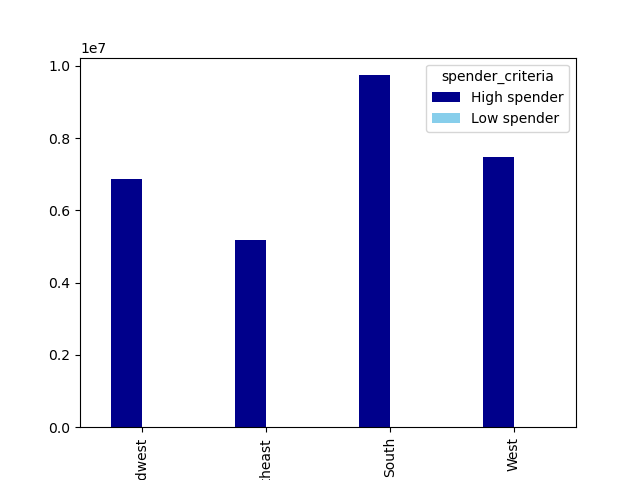 1e7
1.0
0.8
0.6
0.4
0.2
0.0
spender_criteria
High spender
Low spender
dwest
heast
South
West